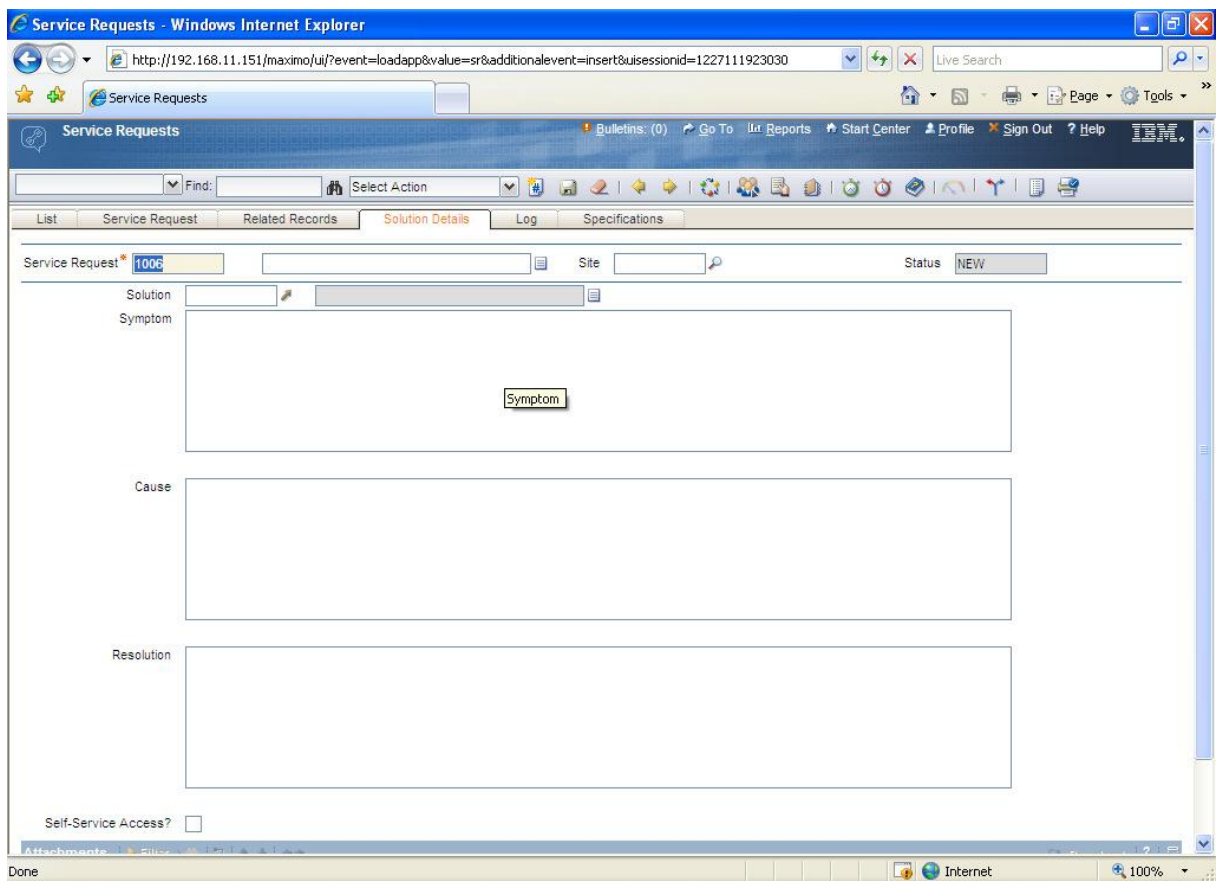 Service Requests - Windows Internet Explorer
http://192.168.11.151/maximo/ui/?event=loadapp&value=sr&additionalevent=insert&uisessionid=1227111923030 Live Search
Service Requests Page Tools
Service Requests Bulletins: (0) Go To Reports Start Center Profile Sign Out ? Help IBM.
Find: Select Action
List Service Request Related Records Solution Details Log Specifications
Service Request* 1006 Site Status NEW
Solution
Symptom
Symptom
Cause
Resolution
Self-Service Access?
Attachments Filter
Done Internet 100%